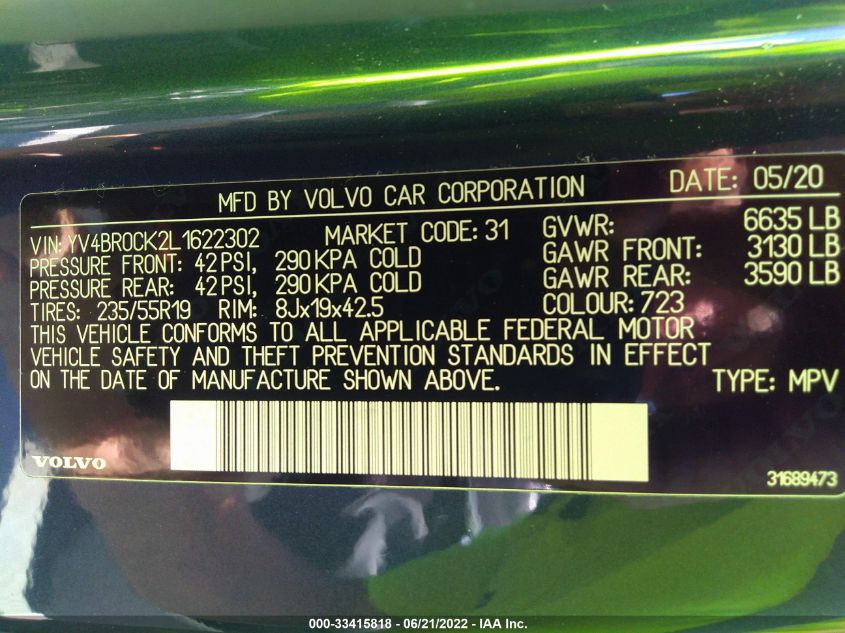 MFD BY VOLVO CAR CORPORATION DATE: 05/20
VIN: YV4BR0CK2L1622302 MARKET CODE: 31 GVWR: 6635 LB
PRESSURE FRONT: 42 PSI, 290 KPA COLD GAWR FRONT: 3130 LB
PRESSURE REAR: 42 PSI, 290 KPA COLD GAWR REAR: 3590 LB
TIRES: 235/55R19 RIM: 8Jx19x42.5 COLOUR: 723
THIS VEHICLE CONFORMS TO ALL APPLICABLE FEDERAL MOTOR
VEHICLE SAFETY AND THEFT PREVENTION STANDARDS IN EFFECT
ON THE DATE OF MANUFACTURE SHOWN ABOVE. TYPE: MPV
VOLVO 31689473
000-33415818 - 06/21/2022 - IAA Inc.